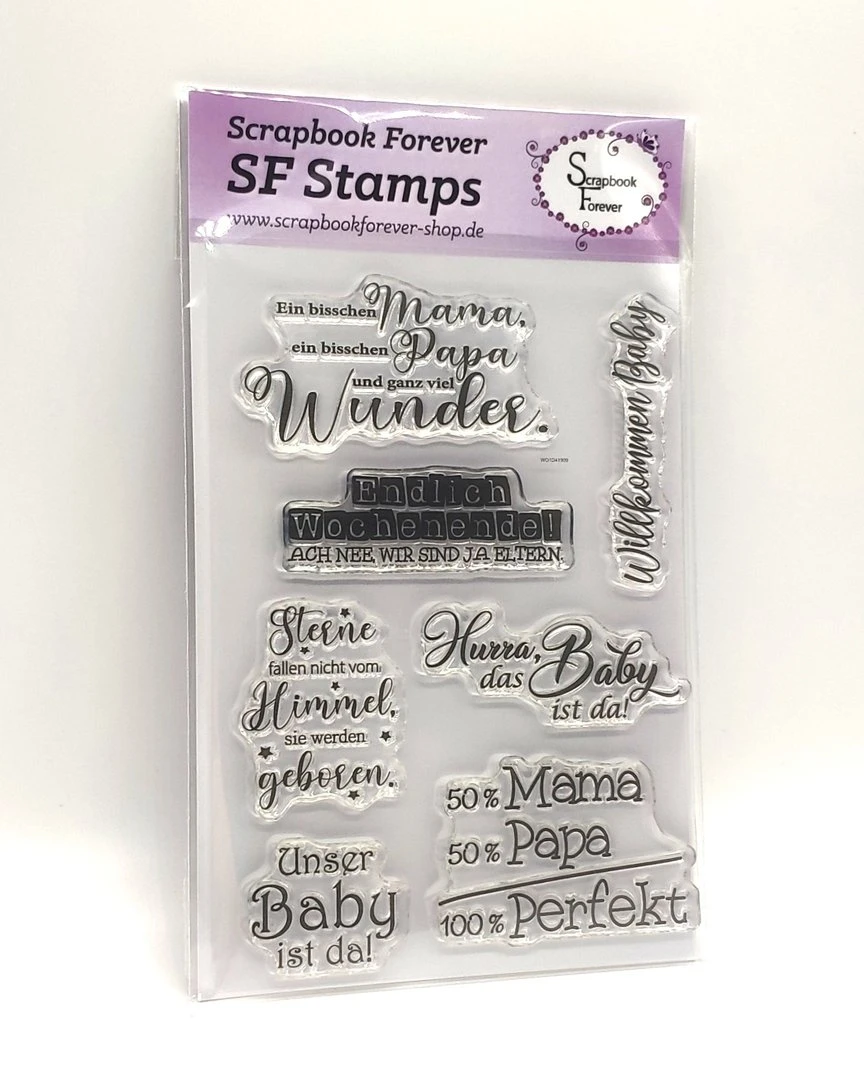 Scrapbook Forever
SF Stamps
www.scrapbookforever-shop.de
Scrapbook
Forever
Ein bisschen Mama,
ein bisschen Papa
und ganz viel
Wunder.
Willkommen Baby
Endlich
Wochenende!
ACH NEE, WIR SIND JA ELTERN.
Sterne
fallen nicht vom
Himmel,
sie werden
geboren.
Hurra,
das Baby
ist da!
50 % Mama
50 % Papa
100 % Perfekt
Unser
Baby
ist da!